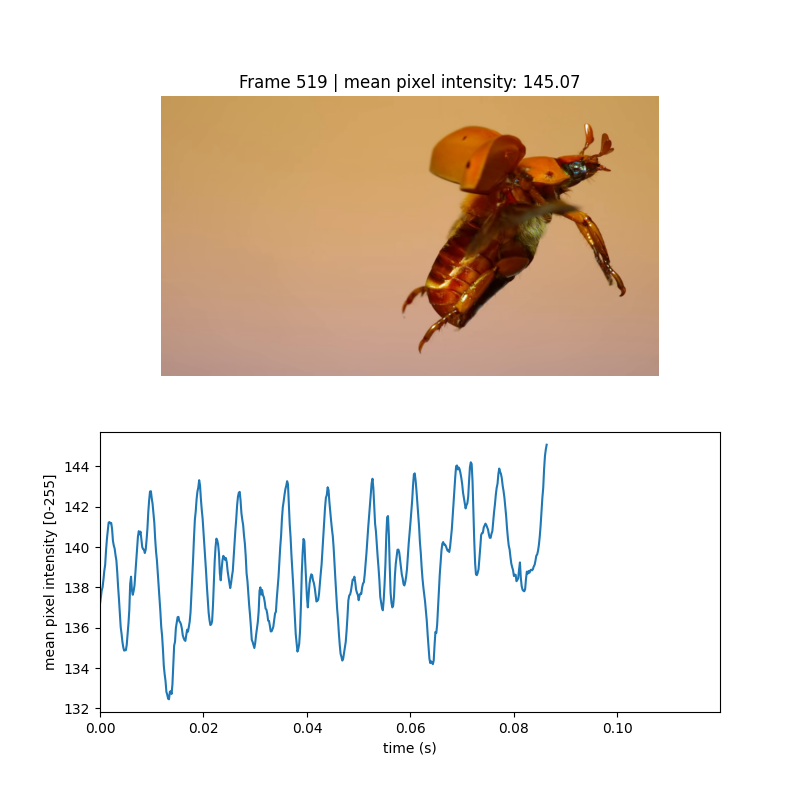 Frame 519 | mean pixel intensity: 145.07
144
142
140
138
136
134
132
mean pixel intensity [0-255]
0.00 0.02 0.04 0.06 0.08 0.10
time (s)